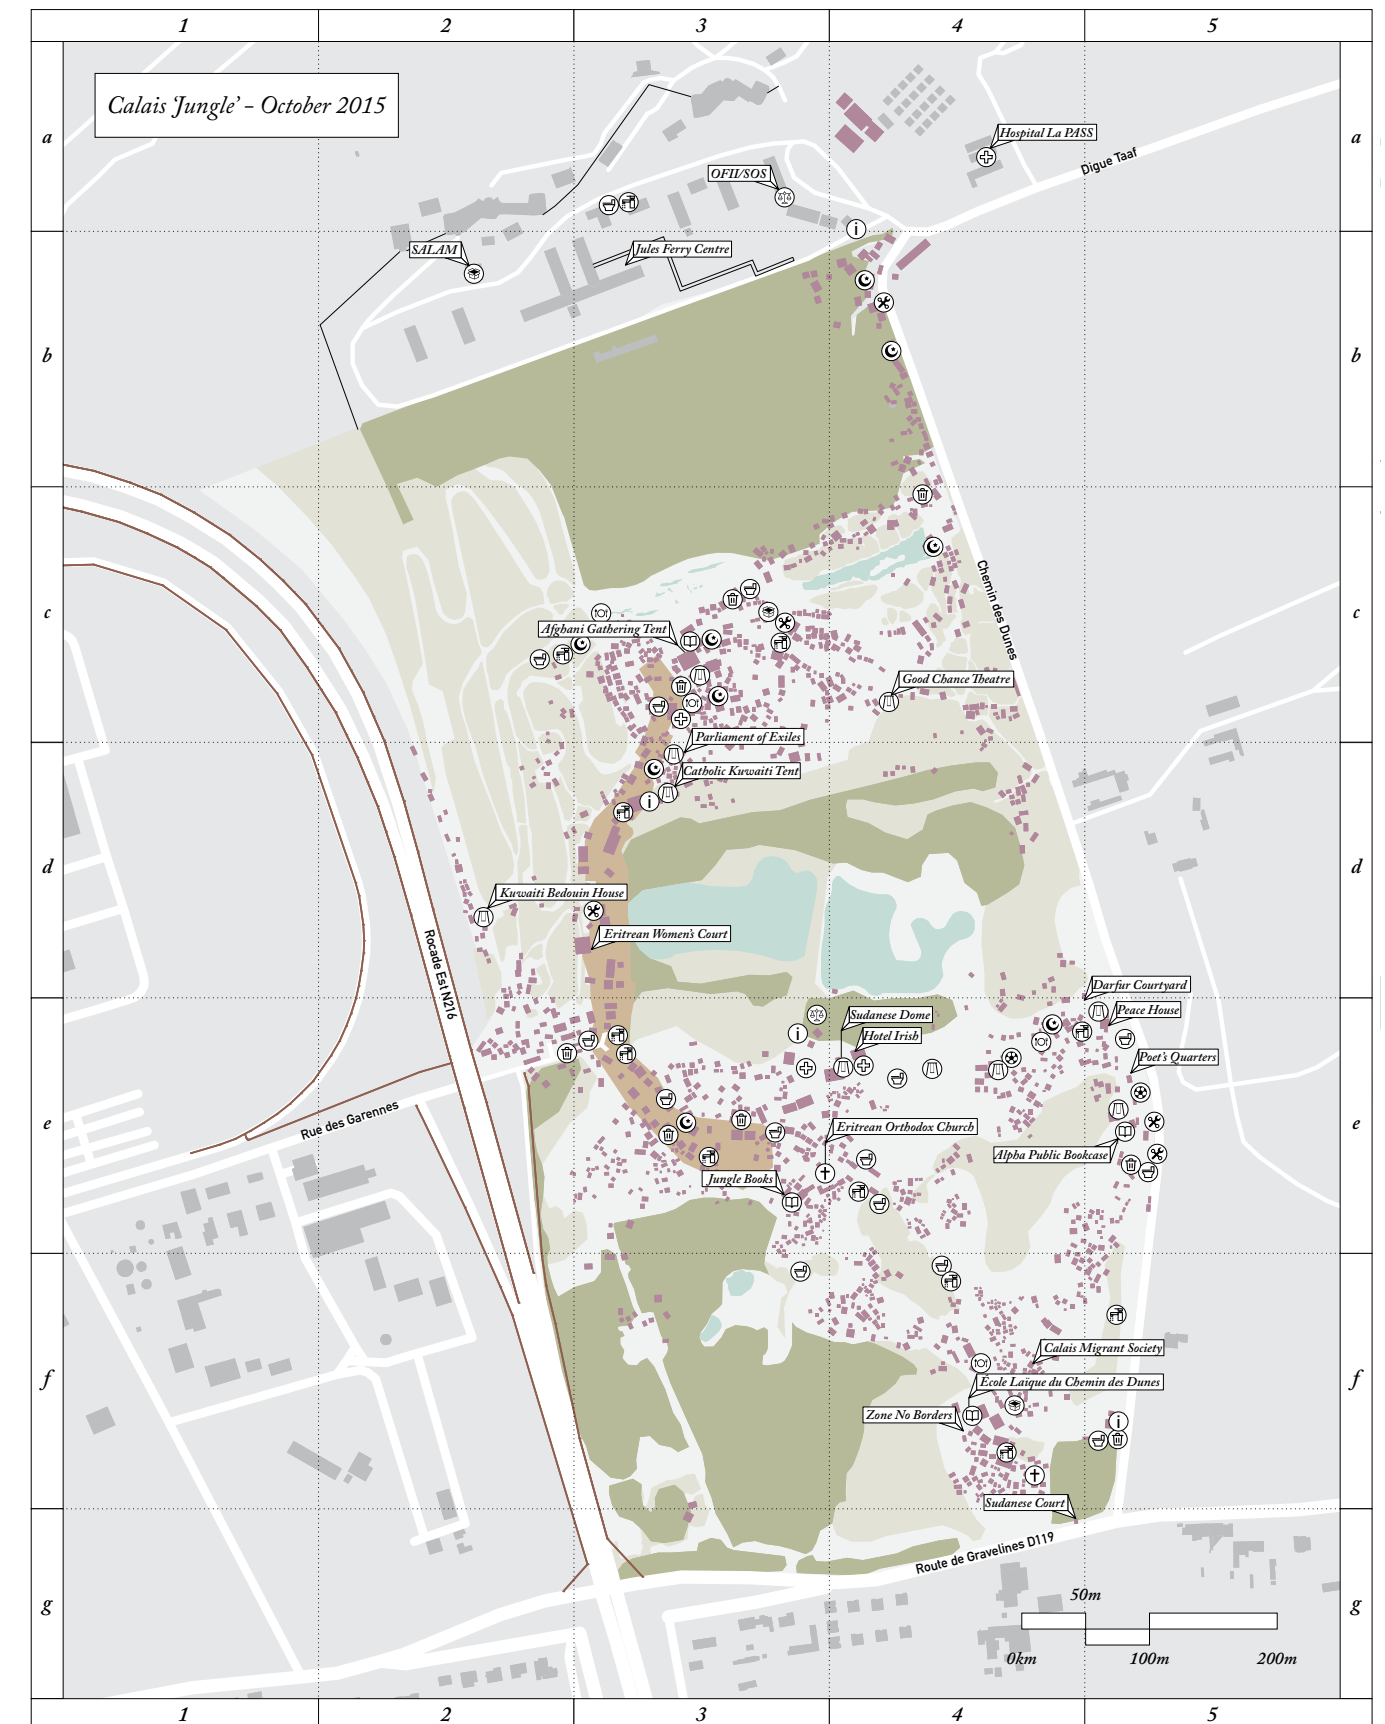 1 2 3 4 5
Calais 'Jungle' - October 2015
a a
Hospital La PASS
Digue Taaf
OFII/SOS
i
SALAM
Jules Ferry Centre
b b
Chemin des Dunes
c c
Afghani Gathering Tent
Good Chance Theatre
Parliament of Exiles
Catholic Kuwaiti Tent
i
d d
Kuwaiti Bedouin House
Eritrean Women's Court
Rocade Est N216
Darfur Courtyard
Peace House
Sudanese Dome
i
Hotel Irish
Poet's Quarters
Rue des Garennes
e e
Eritrean Orthodox Church
Alpha Public Bookcase
Jungle Books
Calais Migrant Society
f f
Ecole Laique du Chemin des Dunes
Zone No Borders
i
Sudanese Court
Route de Gravelines D119
g g
50m
0km 100m 200m
1 2 3 4 5